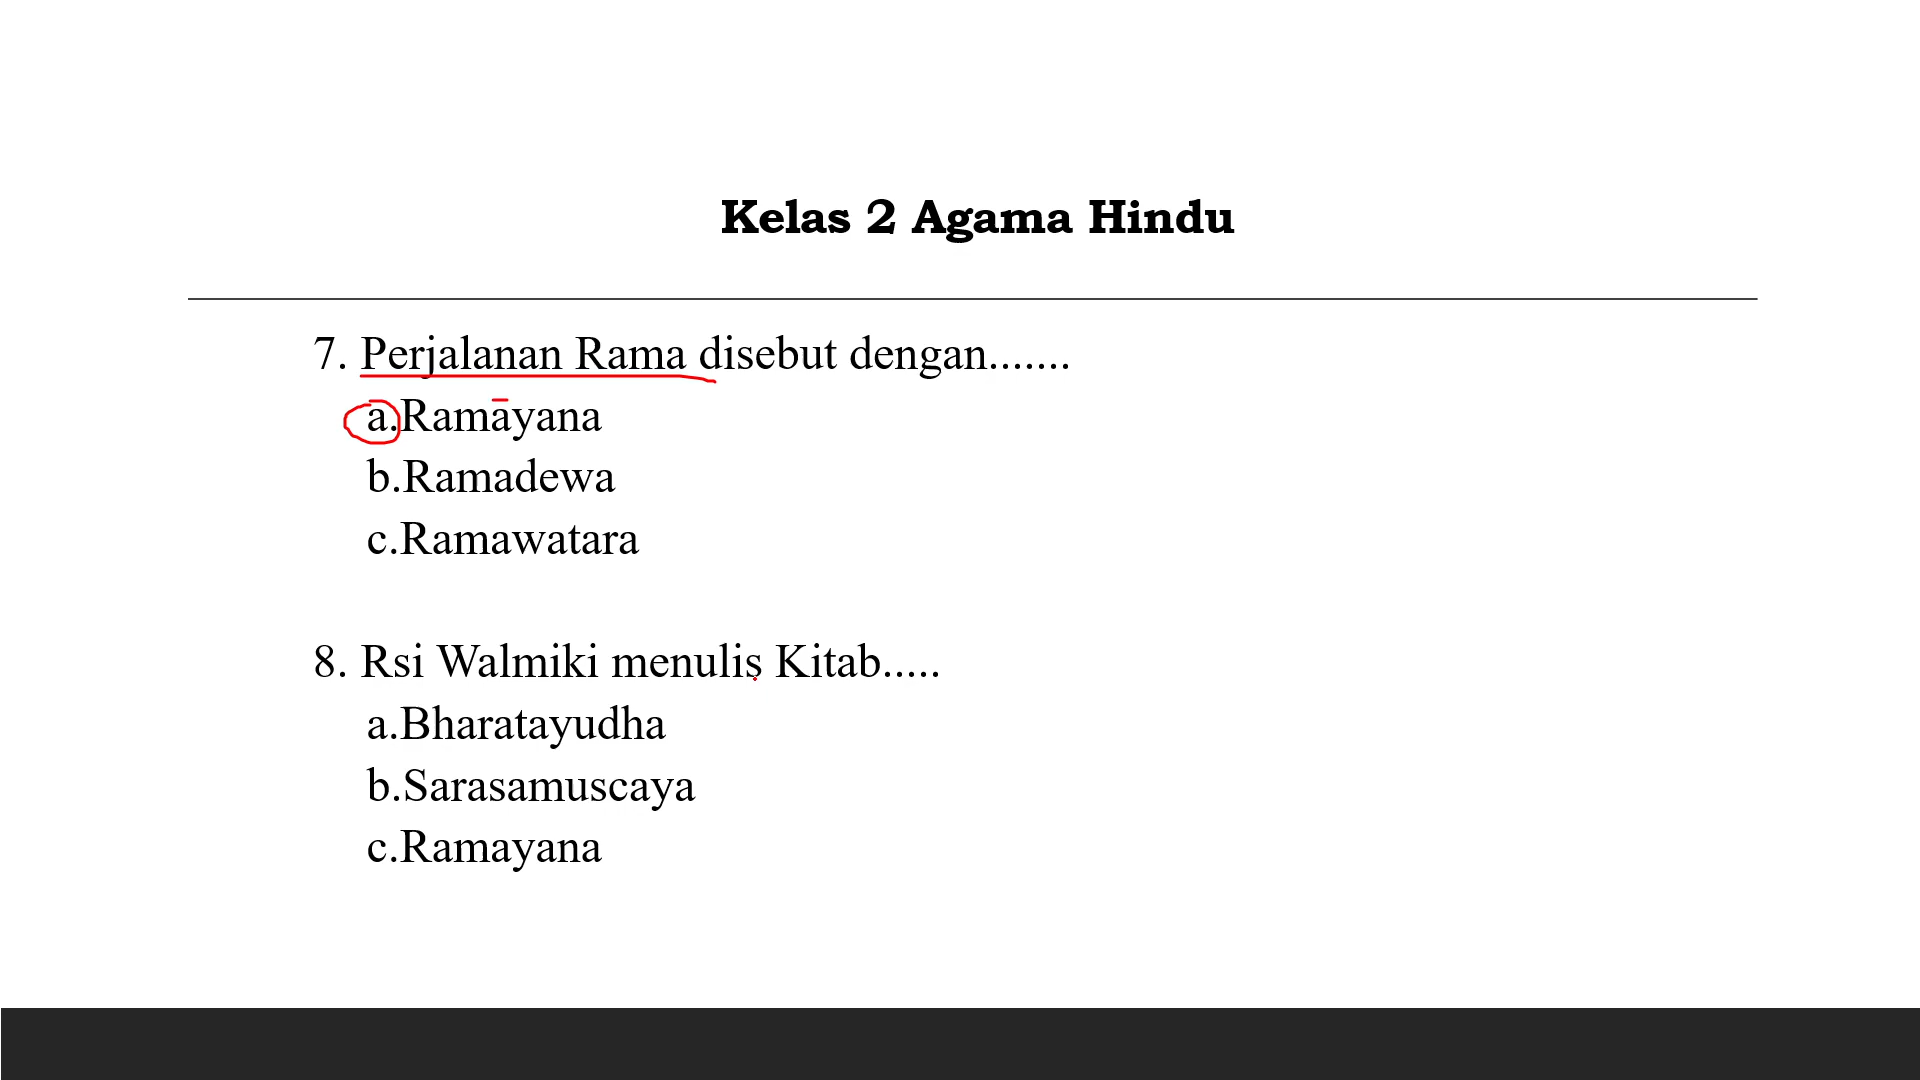 Kelas 2 Agama Hindu
7. Perjalanan Rama disebut dengan.......
a.Ramayana
b.Ramadewa
c.Ramawatara
8. Rsi Walmiki menulis Kitab.....
a.Bharatayudha
b.Sarasamuscaya
c.Ramayana